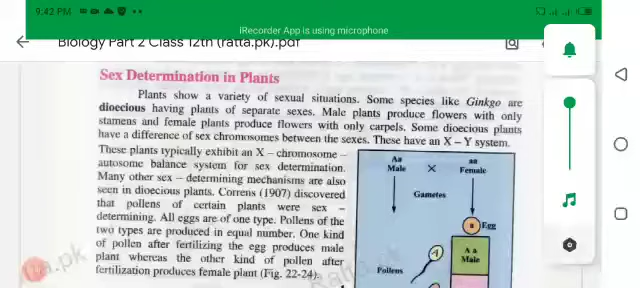 9:42 PM
iRecorder App is using microphone
Biology Part 2 Class 12th (ratta.pk).pdf
Sex Determination in Plants
Plants show a variety of sexual situations. Some species like Ginkgo are
dioecious having plants of separate sexes. Male plants produce flowers with only
stamens and female plants produce flowers with only carpels. Some dioecious plants
have a difference of sex chromosomes between the sexes. These have an X – Y system.
These plants typically exhibit an X – chromosome –
autosome balance system for sex determination.
Many other sex – determining mechanisms are also
seen in dioecious plants. Correns (1907) discovered
that pollens of certain plants were sex –
determining. All eggs are of one type. Pollens of the
two types are produced in equal number. One kind
of pollen after fertilizing the egg produces male
plant whereas the other kind of pollen after
fertilization produces female plant (Fig. 22-24).
Aa aa
Male X Female
Gametes
a Egg
A
A a
Male
Pollens